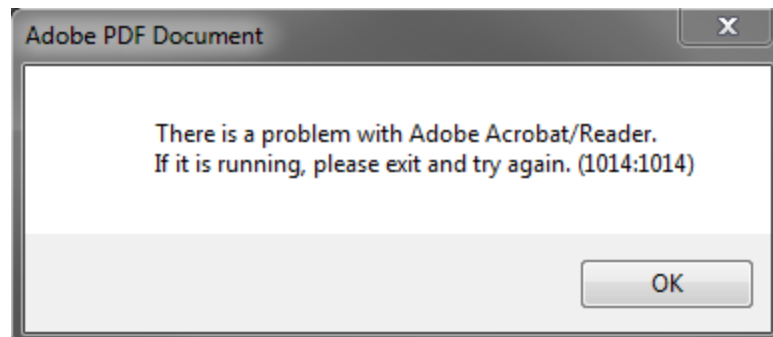 Adobe PDF Document
There is a problem with Adobe Acrobat/Reader.
If it is running, please exit and try again. (1014:1014)
OK